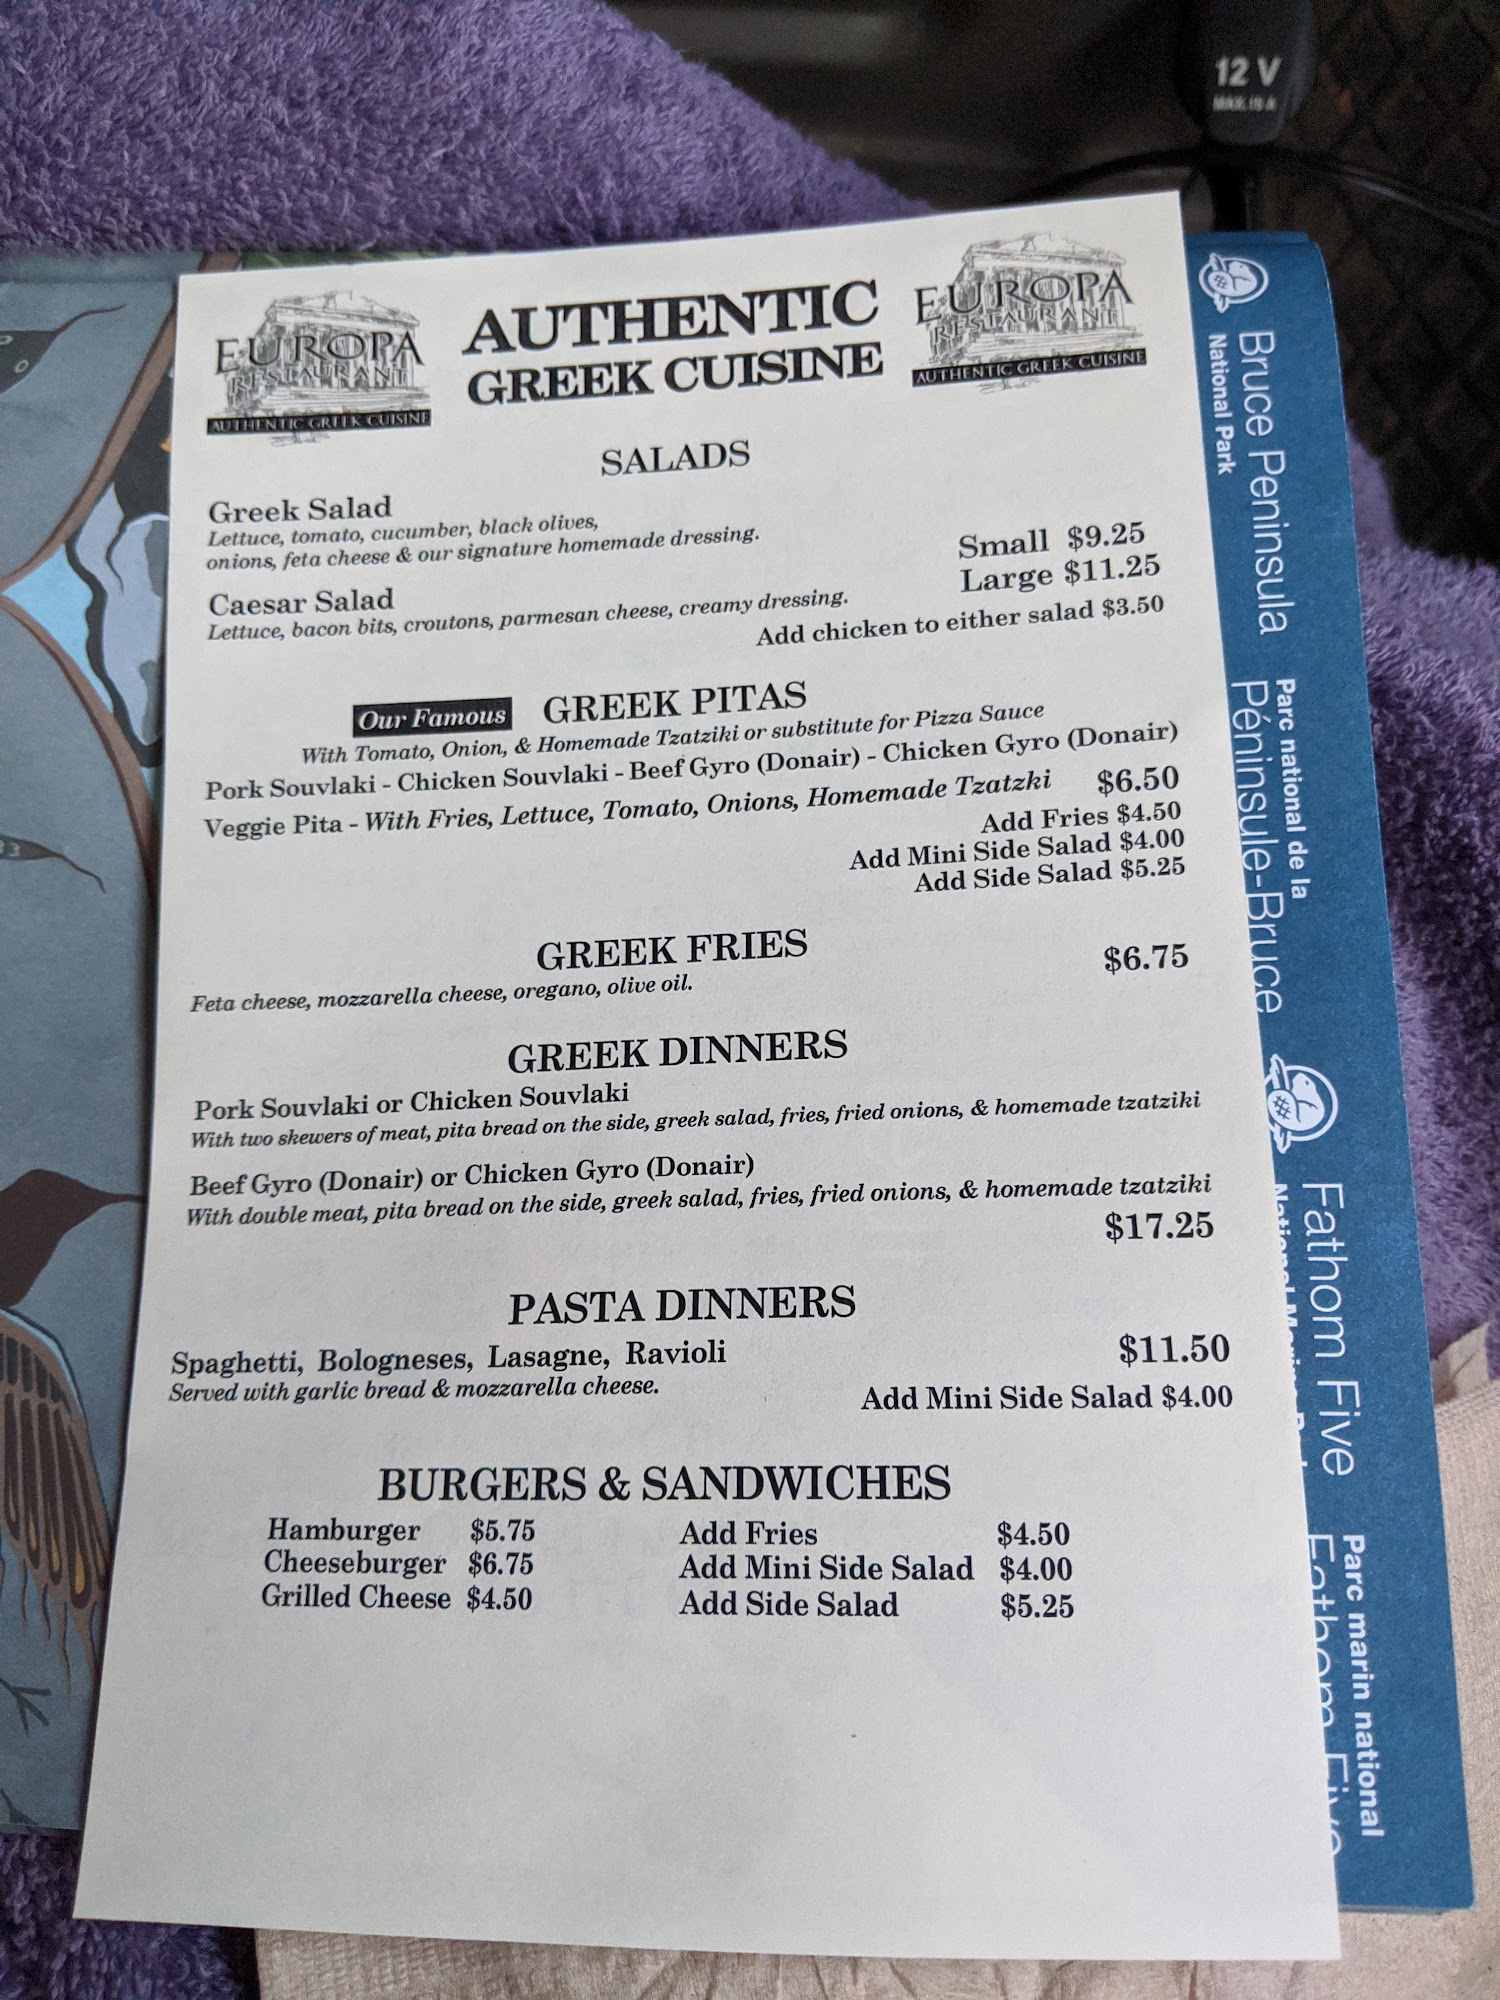 12 V
MAX. 15 A
EUROPA
RESTAURANT
AUTHENTIC GREEK CUISINE
AUTHENTIC
GREEK CUISINE
EUROPA
RESTAURANT
AUTHENTIC GREEK CUISINE
SALADS
Greek Salad
Lettuce, tomato, cucumber, black olives,
onions, feta cheese & our signature homemade dressing.
Small $9.25
Large $11.25
Caesar Salad
Lettuce, bacon bits, croutons, parmesan cheese, creamy dressing.
Add chicken to either salad $3.50
Our Famous GREEK PITAS
With Tomato, Onion, & Homemade Tzatziki or substitute for Pizza Sauce
Pork Souvlaki - Chicken Souvlaki - Beef Gyro (Donair) - Chicken Gyro (Donair)
Veggie Pita - With Fries, Lettuce, Tomato, Onions, Homemade Tzatzki $6.50
Add Fries $4.50
Add Mini Side Salad $4.00
Add Side Salad $5.25
GREEK FRIES $6.75
Feta cheese, mozzarella cheese, oregano, olive oil.
GREEK DINNERS
Pork Souvlaki or Chicken Souvlaki
With two skewers of meat, pita bread on the side, greek salad, fries, fried onions, & homemade tzatziki
Beef Gyro (Donair) or Chicken Gyro (Donair)
With double meat, pita bread on the side, greek salad, fries, fried onions, & homemade tzatziki
$17.25
PASTA DINNERS
Spaghetti, Bologneses, Lasagne, Ravioli $11.50
Served with garlic bread & mozzarella cheese.
Add Mini Side Salad $4.00
BURGERS & SANDWICHES
Hamburger $5.75 Add Fries $4.50
Cheeseburger $6.75 Add Mini Side Salad $4.00
Grilled Cheese $4.50 Add Side Salad $5.25
Bruce Peninsula
National Park
Parc national de la
Péninsule-Bruce
Fathom Five
National
Parc marin national
Fathom Five